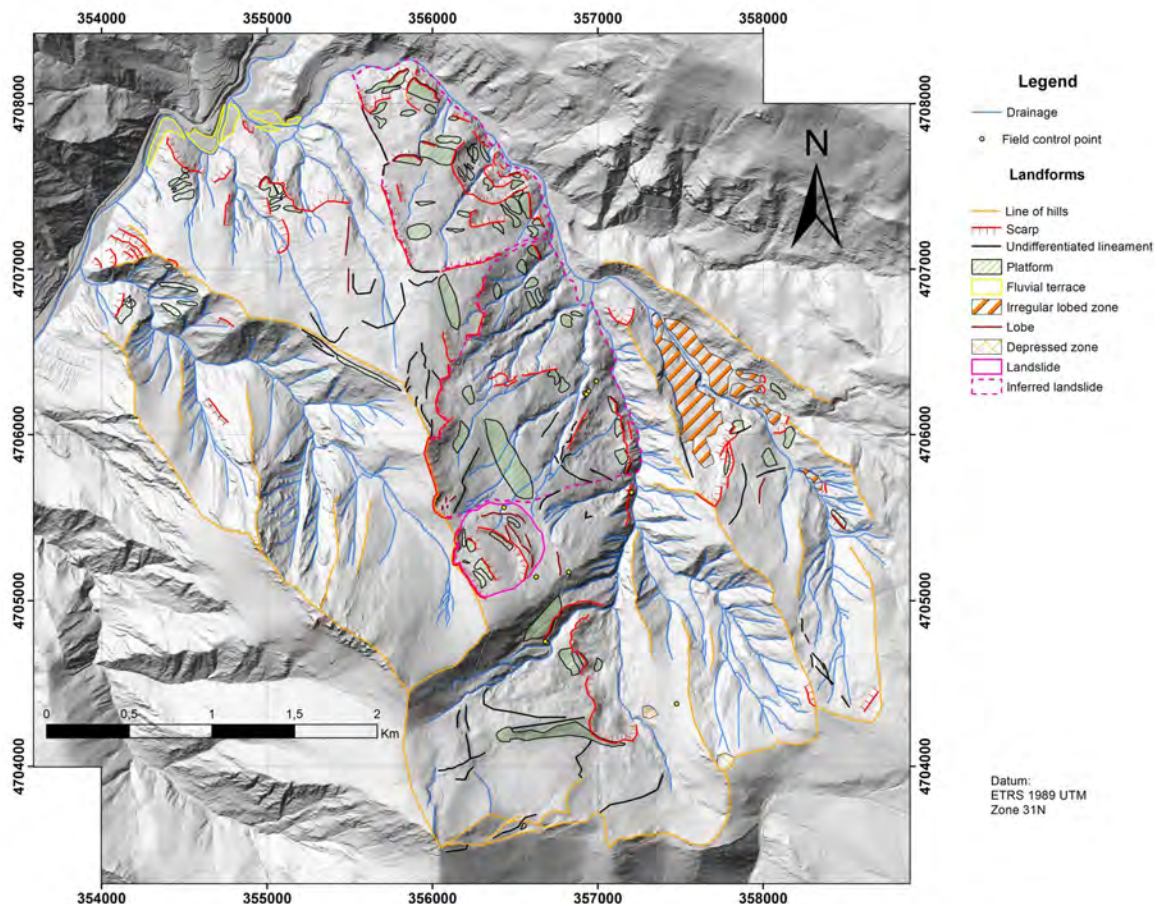 354000 355000 356000 357000 358000
4708000 4708000
4707000 4707000
4706000 4706000
4705000 4705000
4704000 4704000
N
0 0,5 1 1,5 2
Km
354000 355000 356000 357000 358000
Legend
Drainage
Field control point
Landforms
Line of hills
Scarp
Undifferentiated lineament
Platform
Fluvial terrace
Irregular lobed zone
Lobe
Depressed zone
Landslide
Inferred landslide
Datum:
ETRS 1989 UTM
Zone 31N